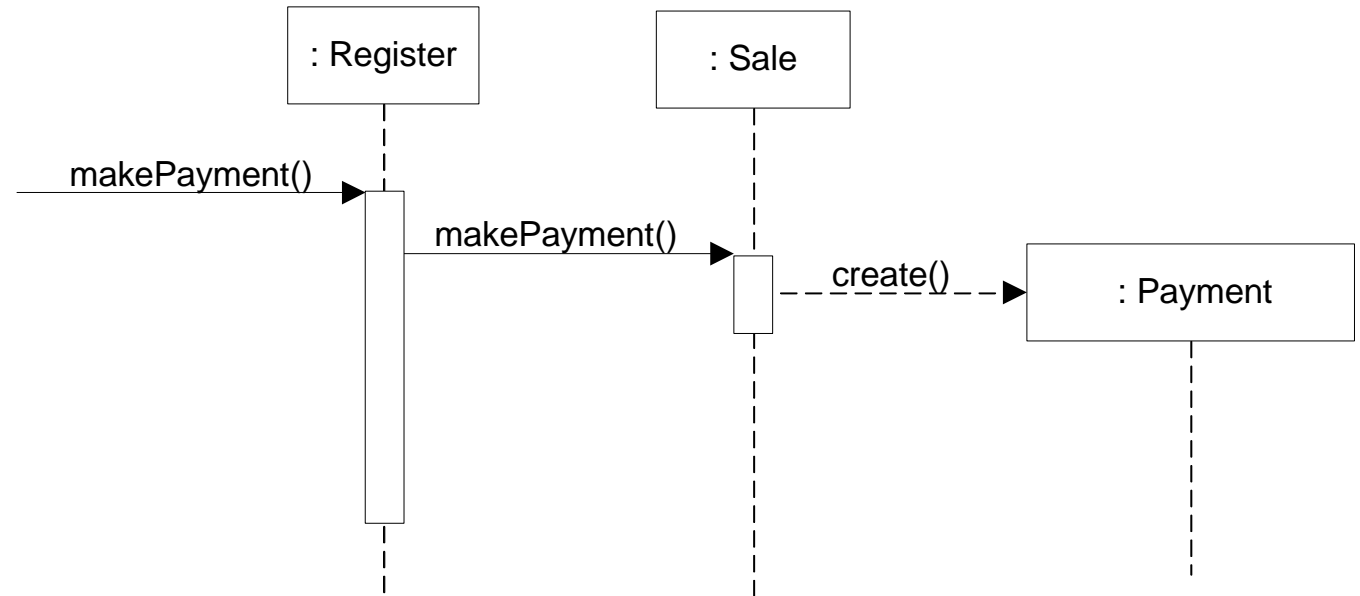 : Register
: Sale
makePayment()
makePayment()
create()
: Payment